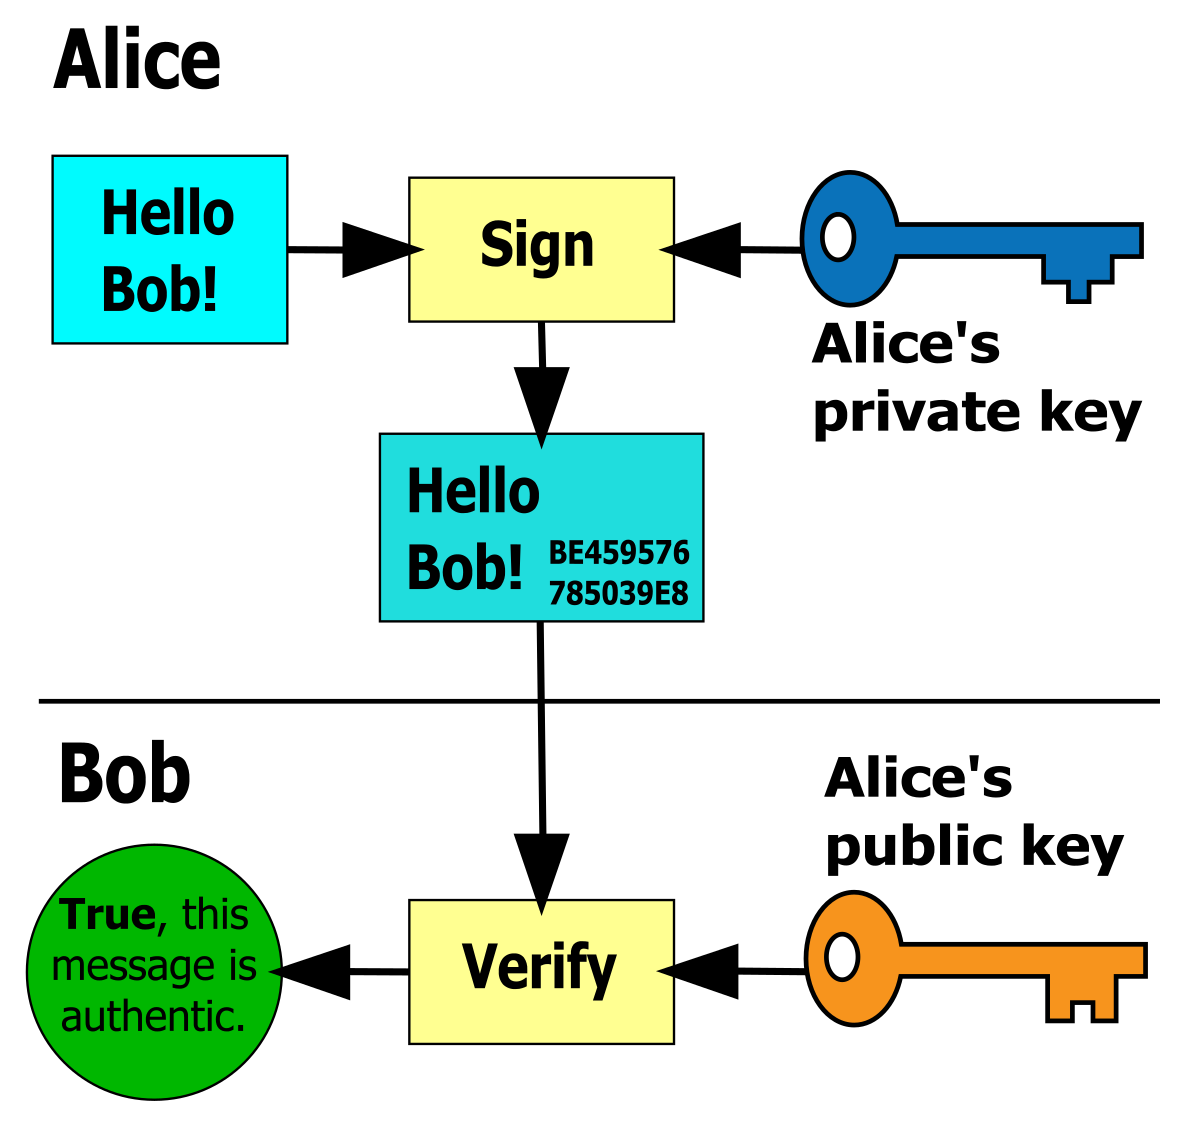 Alice
Hello
Bob!
Sign
Alice's
private key
Hello
Bob!
BE459576
785039E8
Bob
Alice's
public key
True, this
message is
authentic.
Verify